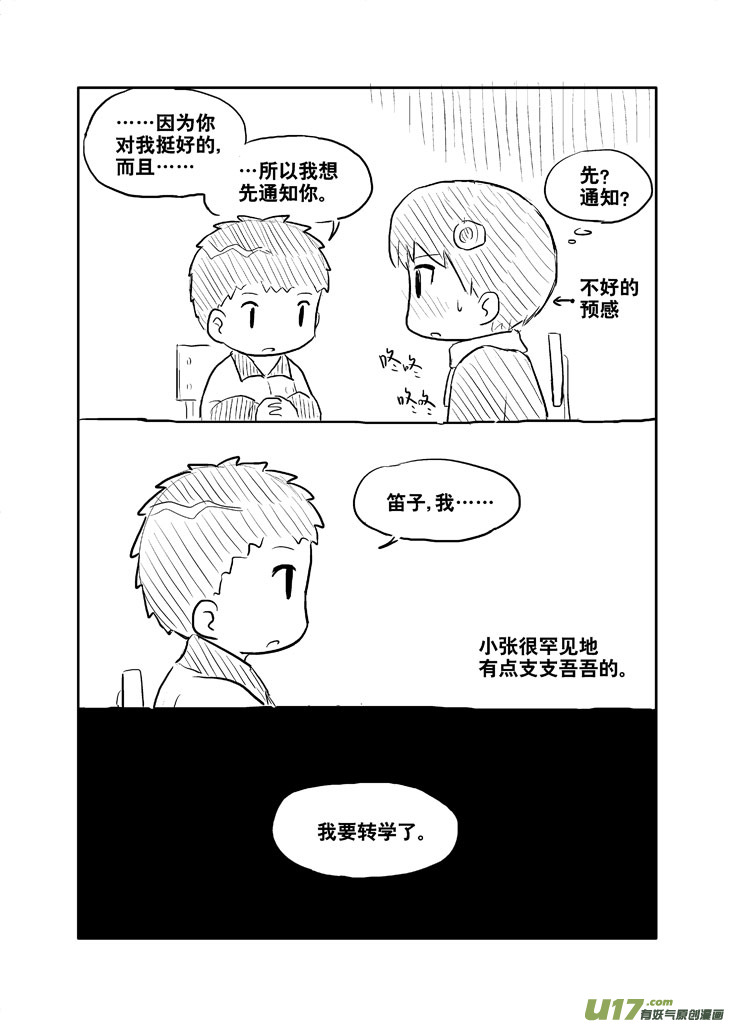 ……因为你
对我挺好的，
而且……
…所以我想
先通知你。
先？
通知？
不好的
预感
咚咚
咚咚
笛子，我……
小张很罕见地
有点支支吾吾的。
我要转学了。
U17.com
有妖气原创漫画